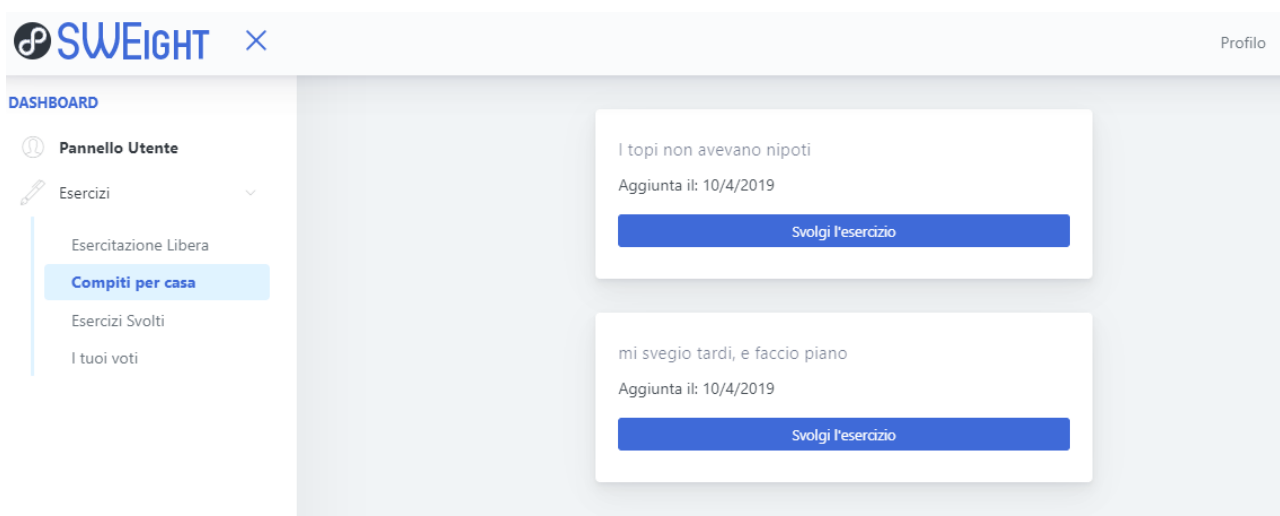 SWEIGHT
Profilo
DASHBOARD
Pannello Utente
Esercizi
Esercitazione Libera
Compiti per casa
Esercizi Svolti
I tuoi voti
I topi non avevano nipoti
Aggiunta il: 10/4/2019
Svolgi l'esercizio
mi svegio tardi, e faccio piano
Aggiunta il: 10/4/2019
Svolgi l'esercizio